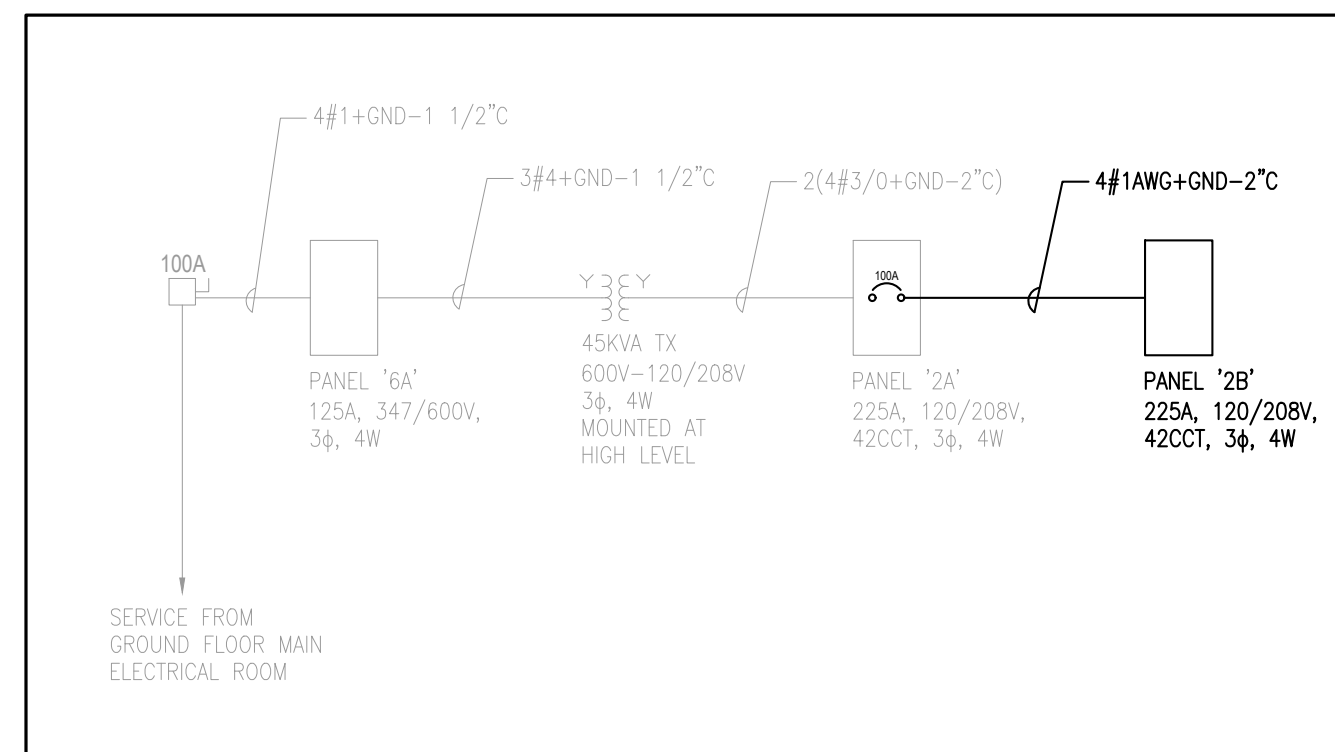 4#1+GND-1 1/2"C
3#4+GND-1 1/2"C
2(4#3/0+GND-2"C)
4#1AWG+GND-2"C
100A
100A
Y Y
45KVA TX
600V-120/208V
3ϕ, 4W
MOUNTED AT
HIGH LEVEL
PANEL '6A'
125A, 347/600V,
3ϕ, 4W
PANEL '2A'
225A, 120/208V,
42CCT, 3ϕ, 4W
PANEL '2B'
225A, 120/208V,
42CCT, 3ϕ, 4W
SERVICE FROM
GROUND FLOOR MAIN
ELECTRICAL ROOM